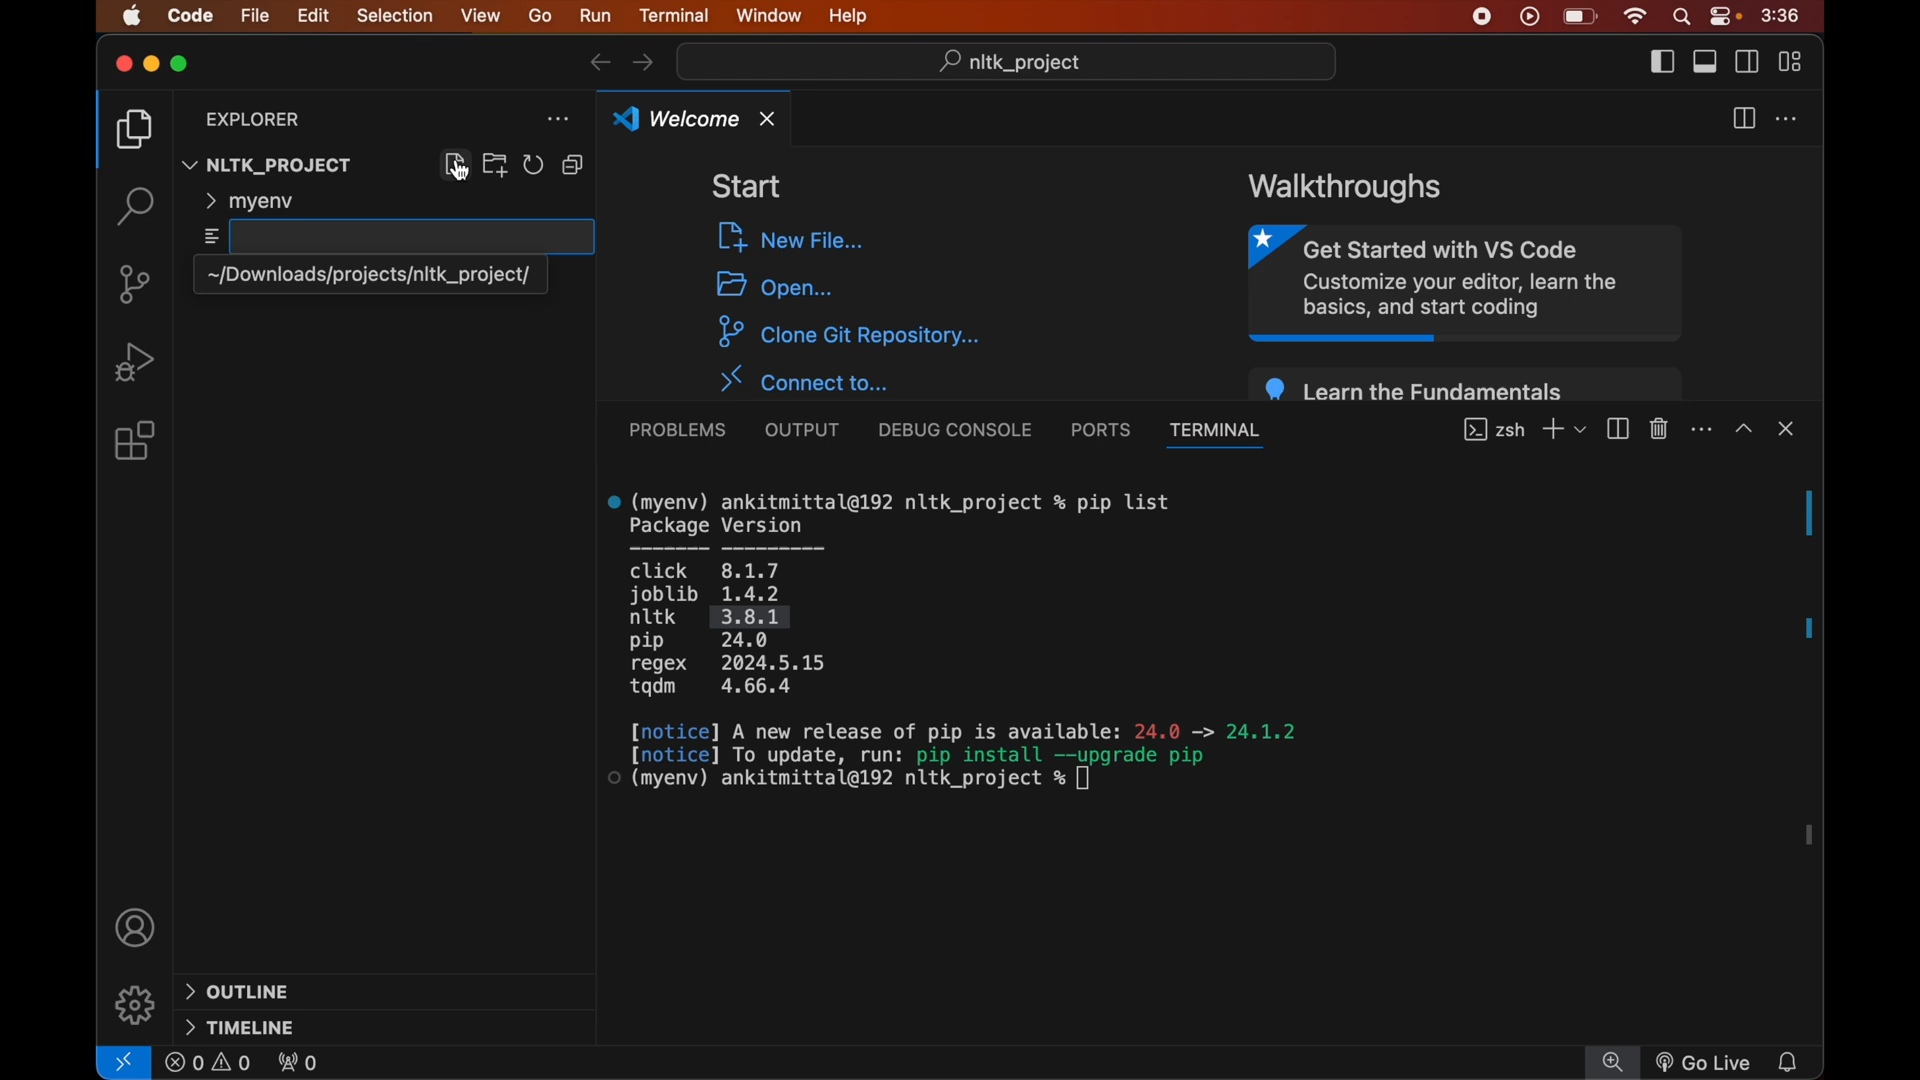 Code File Edit Selection View Go Run Terminal Window Help 3:36
nltk_project
EXPLORER
NLTK_PROJECT
myenv
~/Downloads/projects/nltk_project/
OUTLINE
TIMELINE
Welcome
Start
New File...
Open...
Clone Git Repository...
Connect to...
Walkthroughs
Get Started with VS Code
Customize your editor, learn the
basics, and start coding
Learn the Fundamentals
PROBLEMS OUTPUT DEBUG CONSOLE PORTS TERMINAL zsh
(myenv) ankitmittal@192 nltk_project % pip list
Package Version
------- ---------
click 8.1.7
joblib 1.4.2
nltk 3.8.1
pip 24.0
regex 2024.5.15
tqdm 4.66.4
[notice] A new release of pip is available: 24.0 -> 24.1.2
[notice] To update, run: pip install --upgrade pip
(myenv) ankitmittal@192 nltk_project %
0 0 0 Go Live